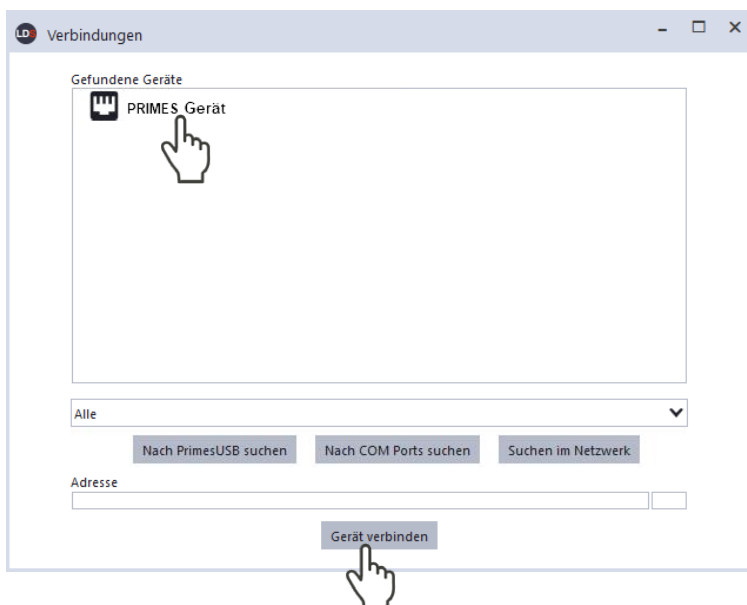 LDS Verbindungen
Gefundene Geräte
PRIMES Gerät
Alle
Nach PrimesUSB suchen Nach COM Ports suchen Suchen im Netzwerk
Adresse
Gerät verbinden